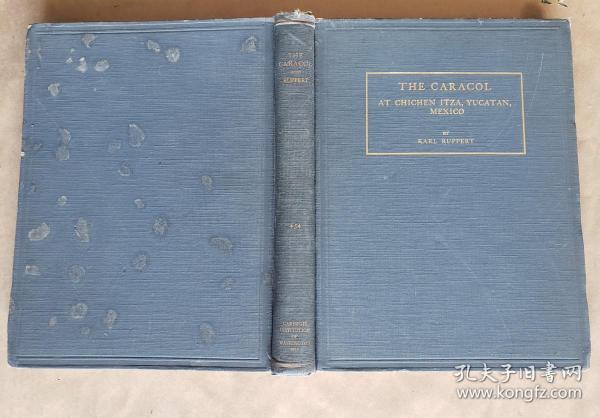 THE
CARACOL
RUPPERT
454
CARNEGIE
INSTITUTION
OF
WASHINGTON
THE CARACOL
AT CHICHEN ITZA, YUCATAN,
MEXICO
BY
KARL RUPPERT
孔夫子旧书网
www.kongfz.com